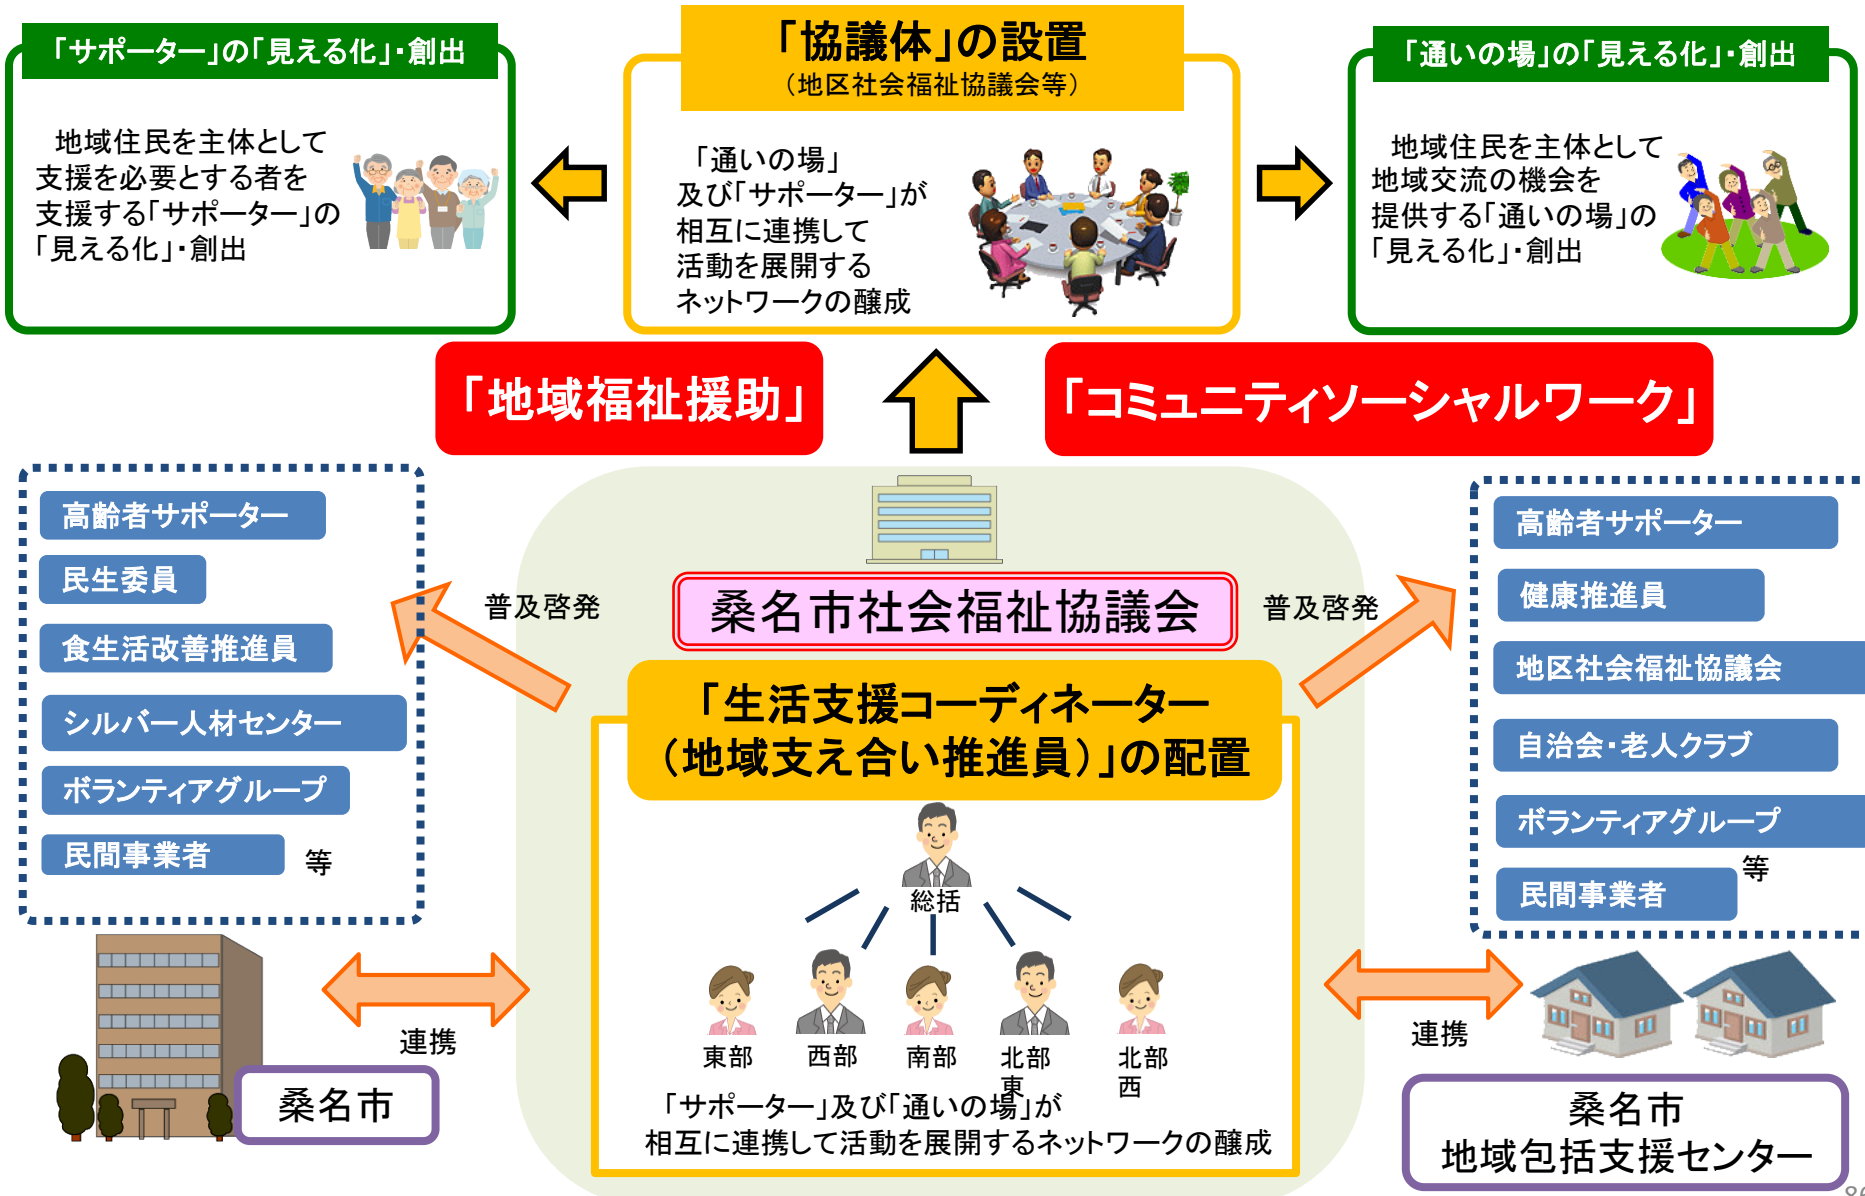 「サポーター」の「見える化」・創出
地域住民を主体として
支援を必要とする者を
支援する「サポーター」の
「見える化」・創出
「協議体」の設置
（地区社会福祉協議会等）
「通いの場」
及び「サポーター」が
相互に連携して
活動を展開する
ネットワークの醸成
「通いの場」の「見える化」・創出
地域住民を主体として
地域交流の機会を
提供する「通いの場」の
「見える化」・創出
「地域福祉援助」
「コミュニティソーシャルワーク」
高齢者サポーター
民生委員
食生活改善推進員
シルバー人材センター
ボランティアグループ
民間事業者
等
普及啓発
桑名市社会福祉協議会
普及啓発
「生活支援コーディネーター
（地域支え合い推進員）」の配置
総括
東部
西部
南部
北部
東
北部
西
「サポーター」及び「通いの場」が
相互に連携して活動を展開するネットワークの醸成
高齢者サポーター
健康推進員
地区社会福祉協議会
自治会・老人クラブ
ボランティアグループ
等
民間事業者
連携
桑名市
連携
桑名市
地域包括支援センター